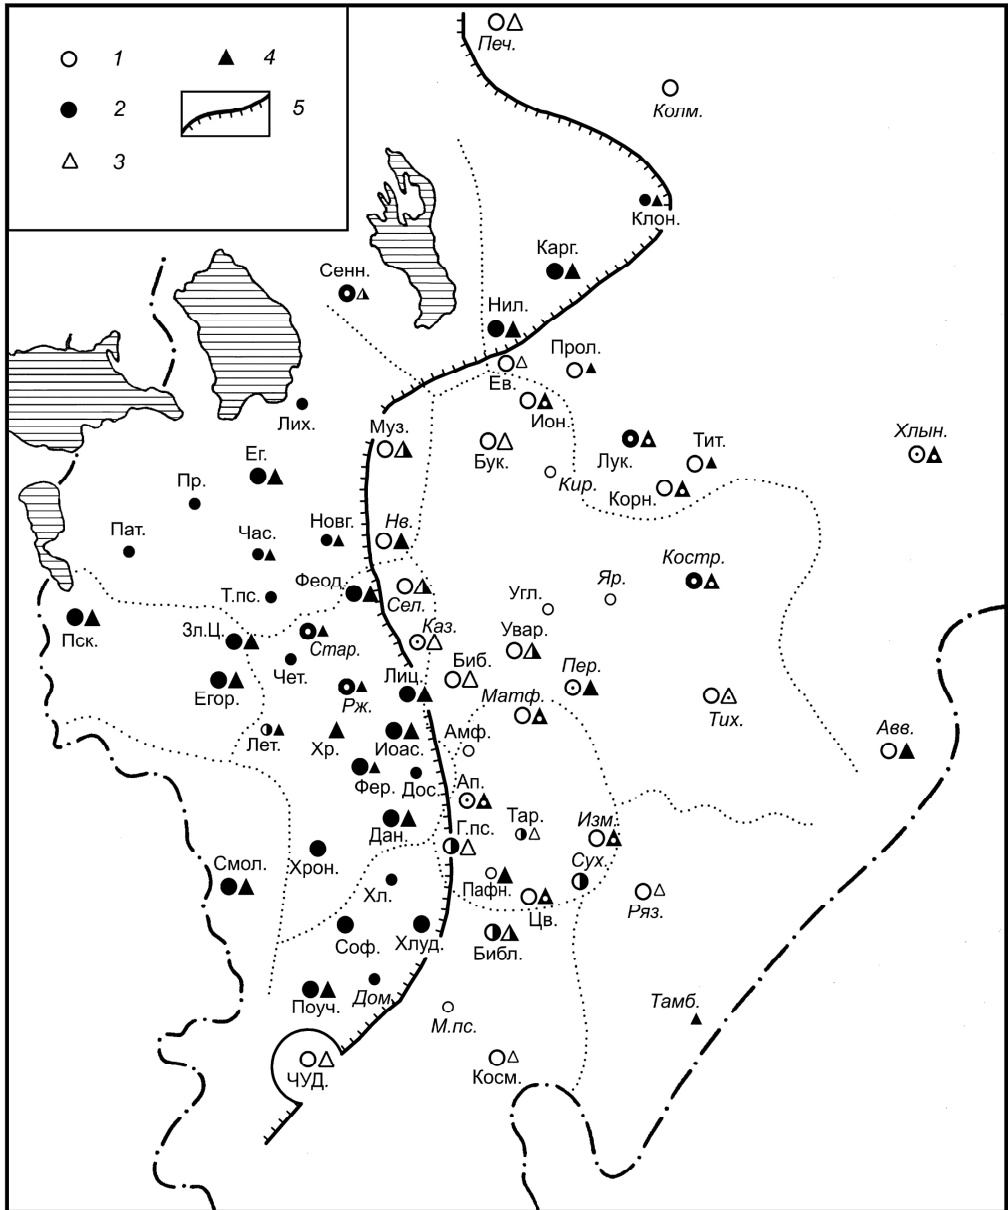 Печ.
1
4
2
5
3
Колм.
Клон.
Карг.
Сенн.
Нил.
Прол.
Ев.
Ион.
Лих.
Муз.
Бук.
Лук.
Тит.
Хлын.
Ег.
Кир.
Корн.
Пр.
Новг.
Нв.
Пат.
Час.
Костр.
Феод.
Т.пс.
Сел.
Угл.
Яр.
Пск.
Зл.Ц.
Стар.
Каз.
Увар.
Чет.
Биб.
Пер.
Егор.
Лиц.
Рж.
Матф.
Тих.
Лет.
Хр.
Иоас.
Амф.
Авв.
Фер.
Дос.
Ап.
Дан.
Г.пс.
Тар.
Изм.
Смол.
Хрон.
Сух.
Хл.
Пафн.
Ряз.
Цв.
Соф.
Хлуд.
Библ.
Поуч.
Дом.
М.пс.
Тамб.
ЧУД.
Косм.